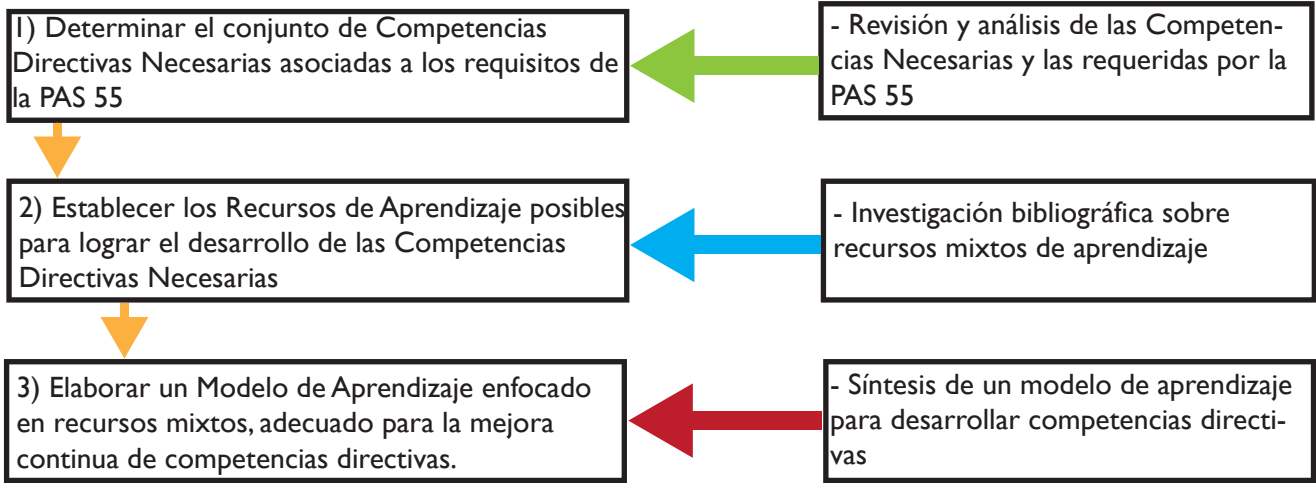 1) Determinar el conjunto de Competencias
Directivas Necesarias asociadas a los requisitos de
la PAS 55
- Revisión y análisis de las Competen-
cias Necesarias y las requeridas por la
PAS 55
2) Establecer los Recursos de Aprendizaje posibles
para lograr el desarrollo de las Competencias
Directivas Necesarias
- Investigación bibliográfica sobre
recursos mixtos de aprendizaje
3) Elaborar un Modelo de Aprendizaje enfocado
en recursos mixtos, adecuado para la mejora
continua de competencias directivas.
- Síntesis de un modelo de aprendizaje
para desarrollar competencias directi-
vas